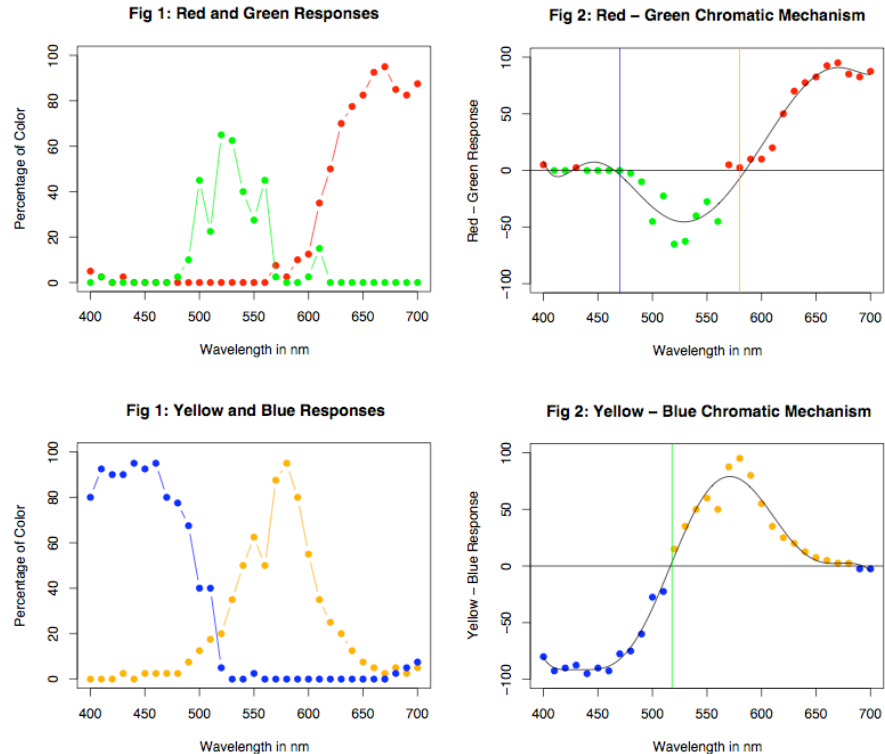 Fig 1: Red and Green Responses
Percentage of Color
100
80
60
40
20
0
400 450 500 550 600 650 700
Wavelength in nm
Fig 2: Red – Green Chromatic Mechanism
Red – Green Response
100
50
0
−50
−100
400 450 500 550 600 650 700
Wavelength in nm
Fig 1: Yellow and Blue Responses
Percentage of Color
100
80
60
40
20
0
400 450 500 550 600 650 700
Wavelength in nm
Fig 2: Yellow – Blue Chromatic Mechanism
Yellow – Blue Response
100
50
0
−50
−100
400 450 500 550 600 650 700
Wavelength in nm